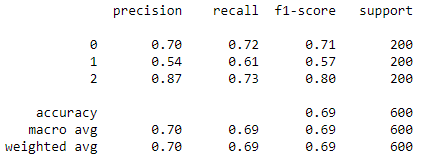 precision recall f1-score support
0 0.70 0.72 0.71 200
1 0.54 0.61 0.57 200
2 0.87 0.73 0.80 200
accuracy 0.69 600
macro avg 0.70 0.69 0.69 600
weighted avg 0.70 0.69 0.69 600